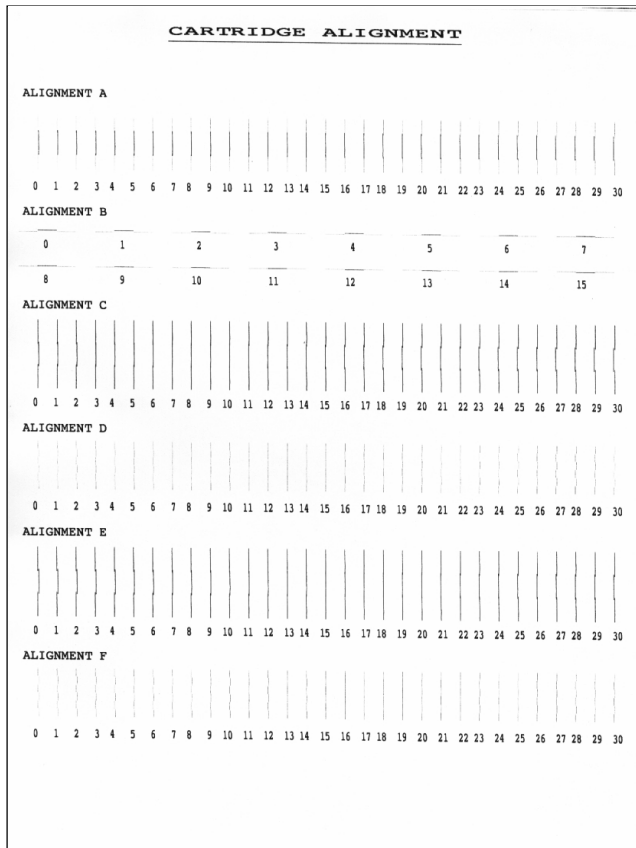 CARTRIDGE ALIGNMENT
ALIGNMENT A
0 1 2 3 4 5 6 7 8 9 10 11 12 13 14 15 16 17 18 19 20 21 22 23 24 25 26 27 28 29 30
ALIGNMENT B
0 1 2 3 4 5 6 7
8 9 10 11 12 13 14 15
ALIGNMENT C
0 1 2 3 4 5 6 7 8 9 10 11 12 13 14 15 16 17 18 19 20 21 22 23 24 25 26 27 28 29 30
ALIGNMENT D
0 1 2 3 4 5 6 7 8 9 10 11 12 13 14 15 16 17 18 19 20 21 22 23 24 25 26 27 28 29 30
ALIGNMENT E
0 1 2 3 4 5 6 7 8 9 10 11 12 13 14 15 16 17 18 19 20 21 22 23 24 25 26 27 28 29 30
ALIGNMENT F
0 1 2 3 4 5 6 7 8 9 10 11 12 13 14 15 16 17 18 19 20 21 22 23 24 25 26 27 28 29 30